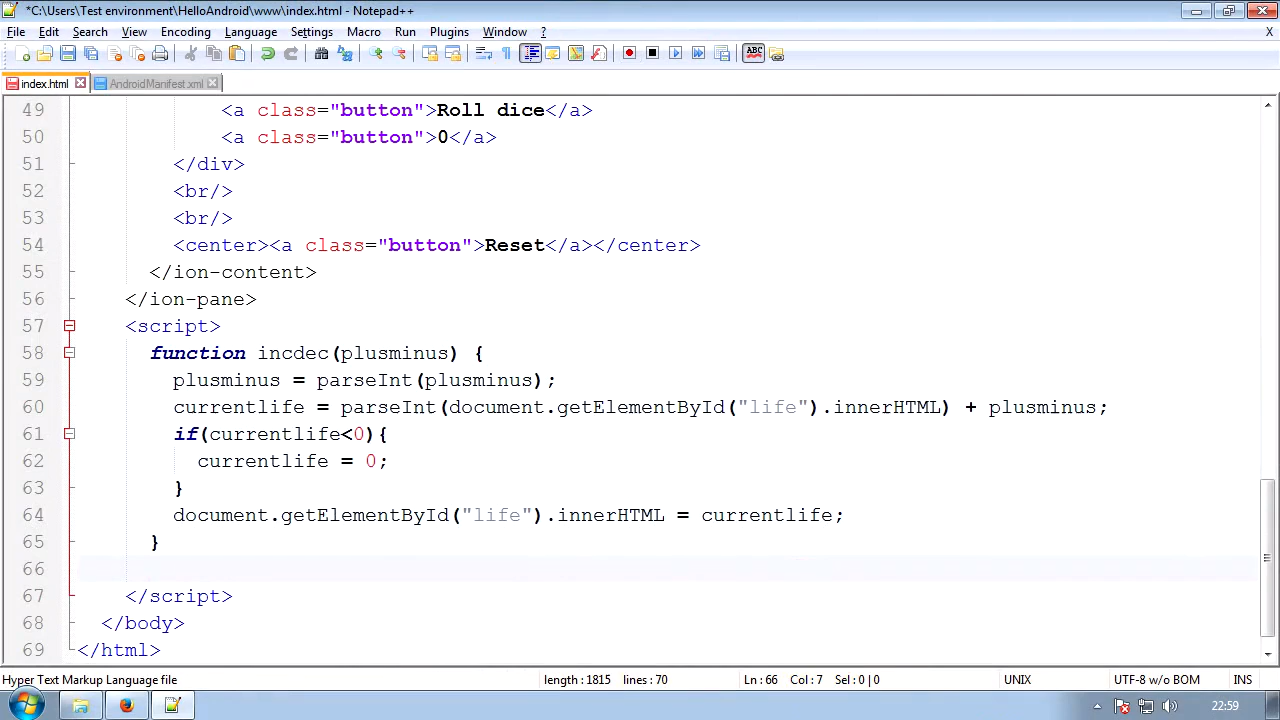 *C:\Users\Test environment\HelloAndroid\www\index.html - Notepad++
File Edit Search View Encoding Language Settings Macro Run Plugins Window ? X
index.html AndroidManifest.xml
49 <a class="button">Roll dice</a>
50 <a class="button">0</a>
51 </div>
52 <br/>
53 <br/>
54 <center><a class="button">Reset</a></center>
55 </ion-content>
56 </ion-pane>
57 <script>
58 function incdec(plusminus) {
59 plusminus = parseInt(plusminus);
60 currentlife = parseInt(document.getElementById("life").innerHTML) + plusminus;
61 if(currentlife<0){
62 currentlife = 0;
63 }
64 document.getElementById("life").innerHTML = currentlife;
65 }
66
67 </script>
68 </body>
69 </html>
Hyper Text Markup Language file length : 1815 lines : 70 Ln : 66 Col : 7 Sel : 0 | 0 UNIX UTF-8 w/o BOM INS
22:59